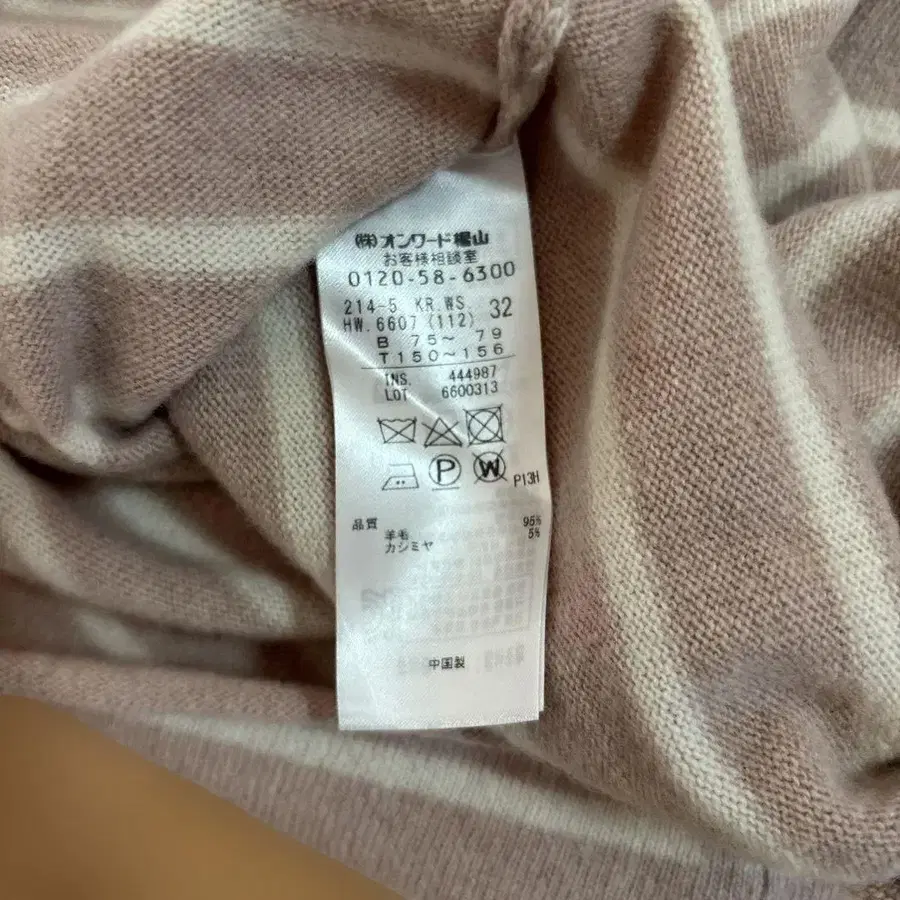 (株)オンワード樫山
お客様相談室
0120-58-6300
214-5 KR.WS. 32
HW.6607 (112)
B 75～ 79
T150～156
INS. 444987
LOT 6600313
P W P13H
品質
羊毛 95%
カシミヤ 5%
中国製